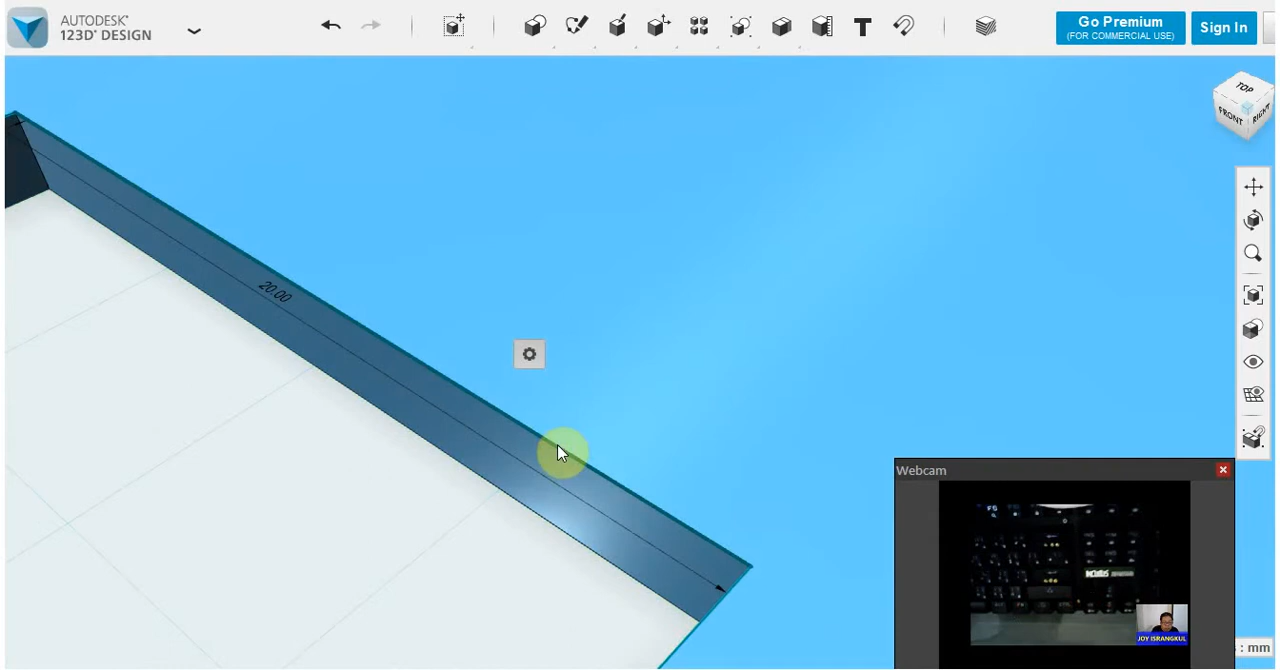 AUTODESK
123D® DESIGN
Go Premium
(FOR COMMERCIAL USE)
Sign In
TOP
FRONT
RIGHT
20.00
Webcam
JOY ISRANGKUL
: mm